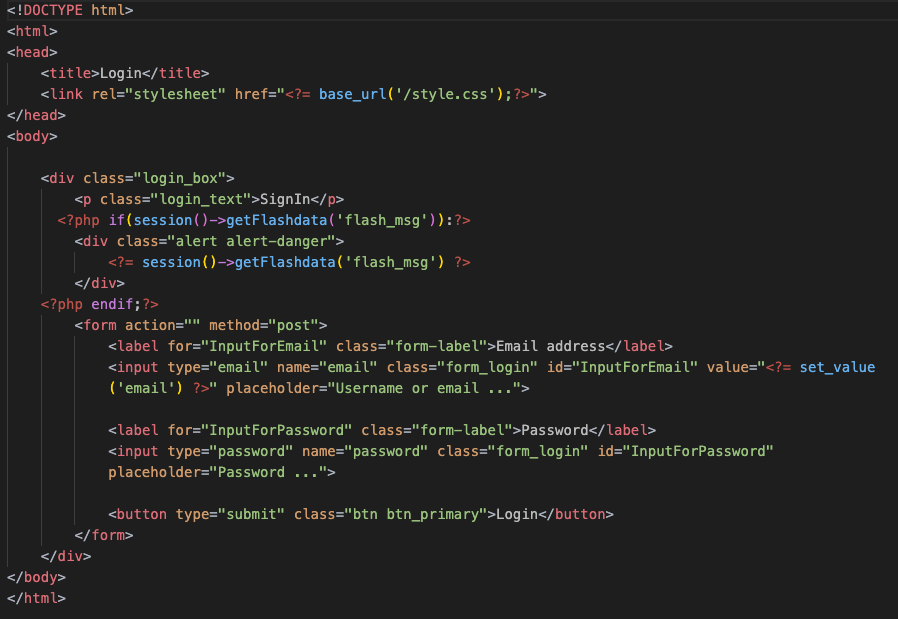 <!DOCTYPE html>
<html>
<head>
    <title>Login</title>
    <link rel="stylesheet" href="<?= base_url('/style.css');?>">
</head>
<body>

    <div class="login_box">
        <p class="login_text">SignIn</p>
      <?php if(session()->getFlashdata('flash_msg')):?>
        <div class="alert alert-danger">
            <?= session()->getFlashdata('flash_msg') ?>
        </div>
    <?php endif;?>
        <form action="" method="post">
            <label for="InputForEmail" class="form-label">Email address</label>
            <input type="email" name="email" class="form_login" id="InputForEmail" value="<?= set_value
            ('email') ?>" placeholder="Username or email ...">

            <label for="InputForPassword" class="form-label">Password</label>
            <input type="password" name="password" class="form_login" id="InputForPassword"
            placeholder="Password ...">

            <button type="submit" class="btn btn_primary">Login</button>
        </form>
    </div>
</body>
</html>